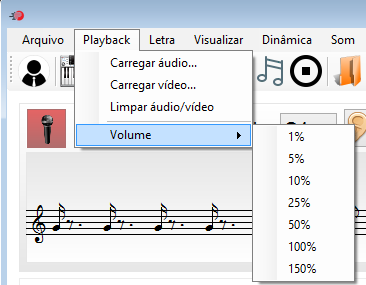 Arquivo Playback Letra Visualizar Dinâmica Som
Carregar áudio...
Carregar vídeo...
Limpar áudio/vídeo
Volume
1%
5%
10%
25%
50%
100%
150%